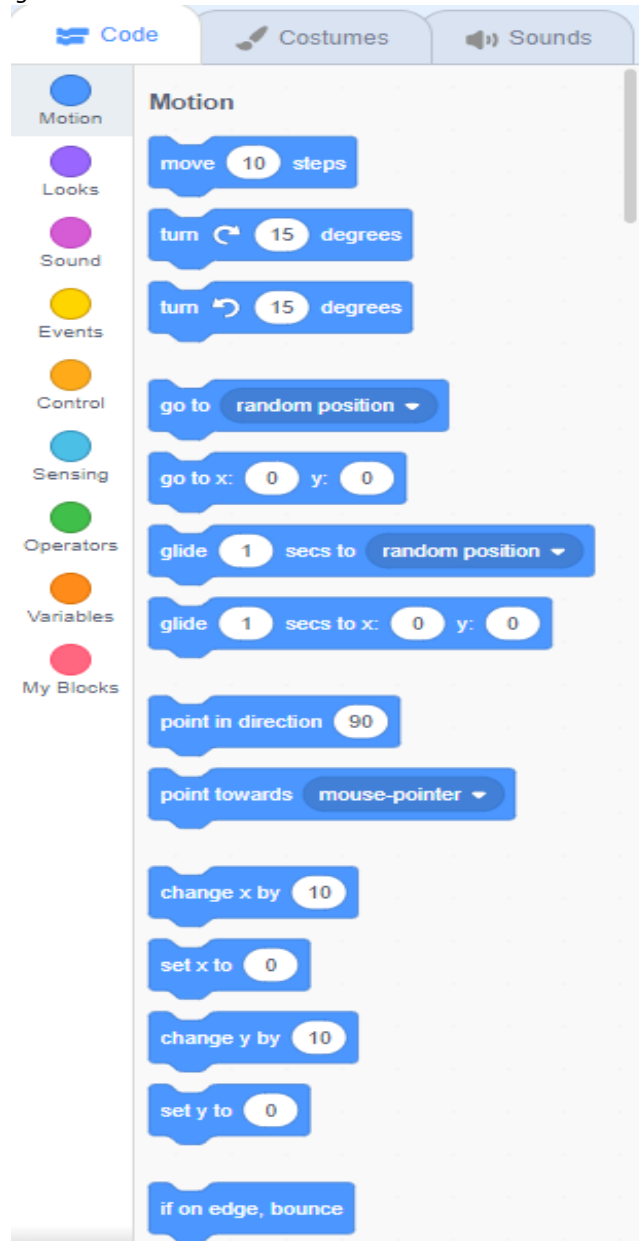 Code
Costumes
Sounds
Motion
Looks
Sound
Events
Control
Sensing
Operators
Variables
My Blocks
Motion
move 10 steps
turn 15 degrees
turn 15 degrees
go to random position
go to x: 0 y: 0
glide 1 secs to random position
glide 1 secs to x: 0 y: 0
point in direction 90
point towards mouse-pointer
change x by 10
set x to 0
change y by 10
set y to 0
if on edge, bounce